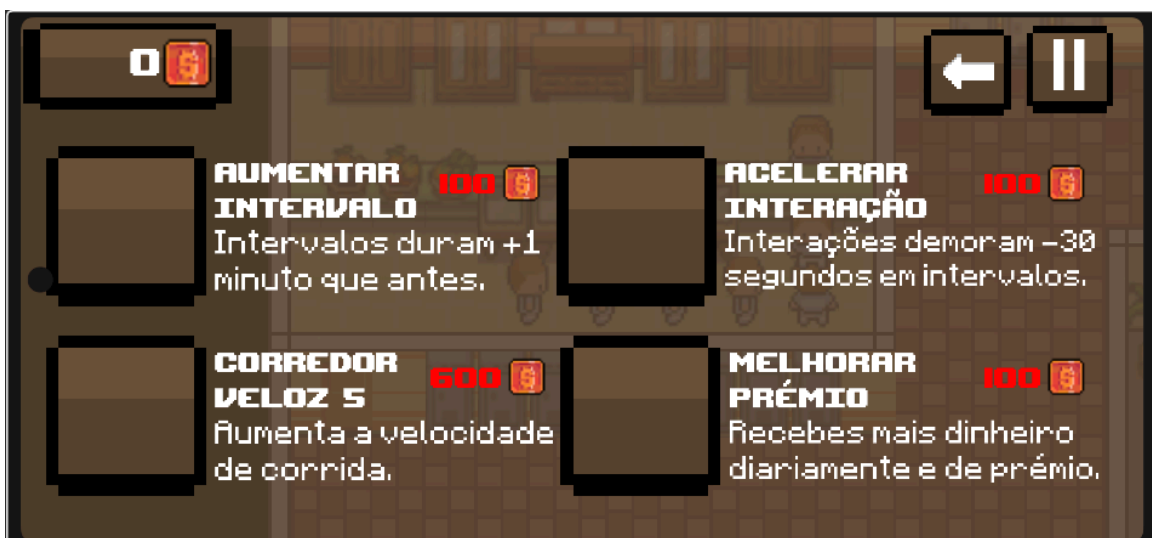 0
AUMENTAR
INTERVALO
100
Intervalos duram +1
minuto que antes.
ACELERAR
INTERAÇÃO
100
Interações demoram -30
segundos em intervalos.
CORREDOR
VELOZ 5
600
Aumenta a velocidade
de corrida.
MELHORAR
PRÉMIO
100
Recebes mais dinheiro
diariamente e de prémio.